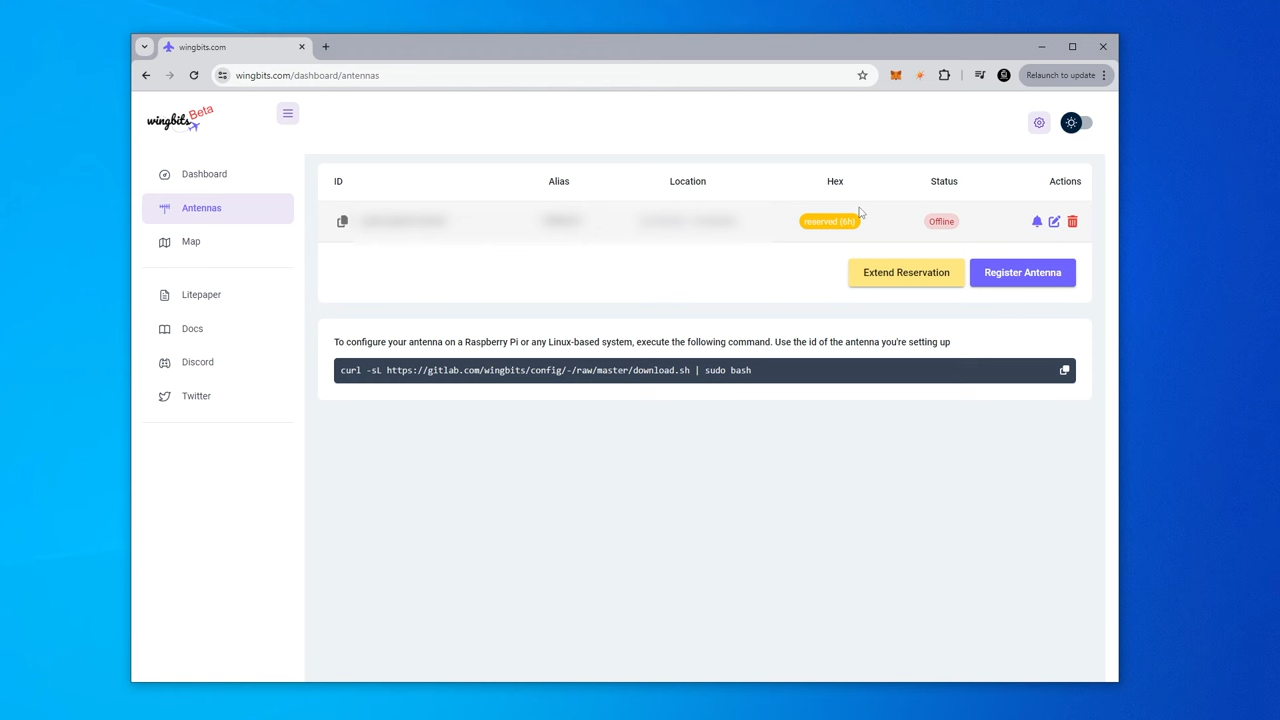 wingbits.com
wingbits.com/dashboard/antennas
Relaunch to update
wingbits Beta
Dashboard
Antennas
Map
Litepaper
Docs
Discord
Twitter
ID Alias Location Hex Status Actions
reserved (6h) Offline
Extend Reservation Register Antenna
To configure your antenna on a Raspberry Pi or any Linux-based system, execute the following command. Use the id of the antenna you're setting up
curl -sL https://gitlab.com/wingbits/config/-/raw/master/download.sh | sudo bash